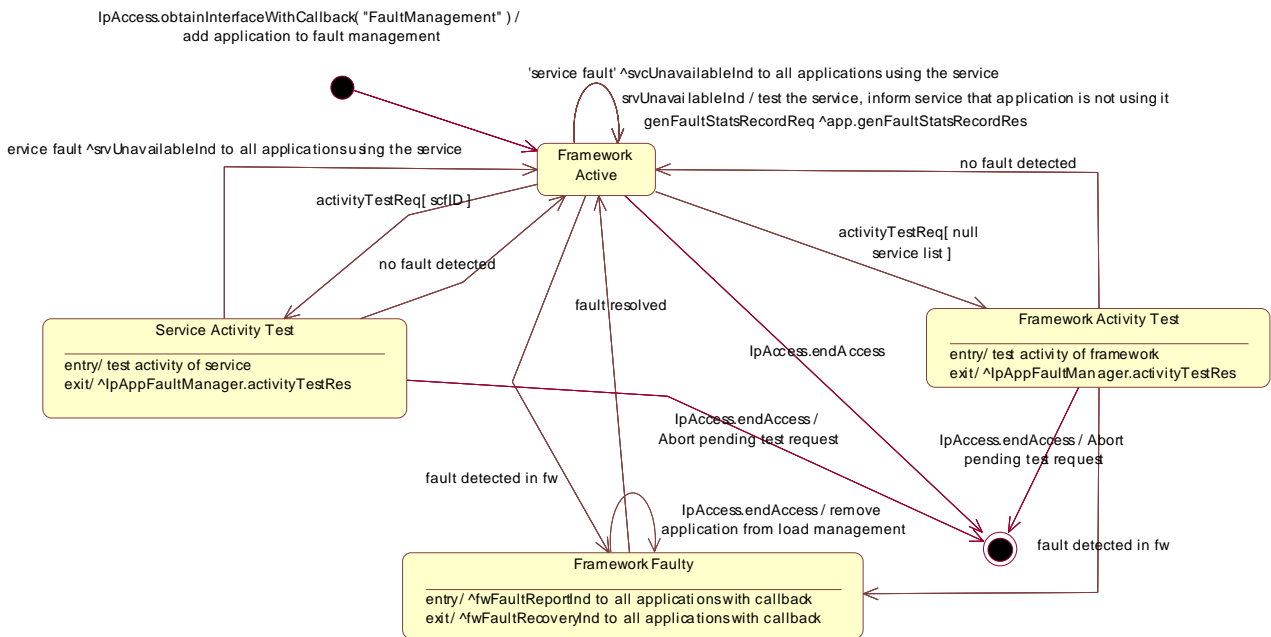 IpAccess.obtainInterfaceWithCallback( "FaultManagement" ) /
add application to fault management
'service fault' ^svcUnavailableInd to all applications using the service
srvUnavailableInd / test the service, inform service that application is not using it
genFaultStatsRecordReq ^app.genFaultStatsRecordRes
ervice fault ^srvUnavailableInd to all applications using the service
Framework
Active
no fault detected
activityTestReq[ scfID ]
activityTestReq[ null
service list ]
no fault detected
fault resolved
Service Activity Test
entry/ test activity of service
exit/ ^IpAppFaultManager.activityTestRes
Framework Activity Test
entry/ test activity of framework
exit/ ^IpAppFaultManager.activityTestRes
IpAccess.endAccess
IpAccess.endAccess /
Abort pending test request
IpAccess.endAccess / Abort
pending test request
fault detected in fw
IpAccess.endAccess / remove
application from load management
fault detected in fw
Framework Faulty
entry/ ^fwFaultReportInd to all applications with callback
exit/ ^fwFaultRecoveryInd to all applications with callback